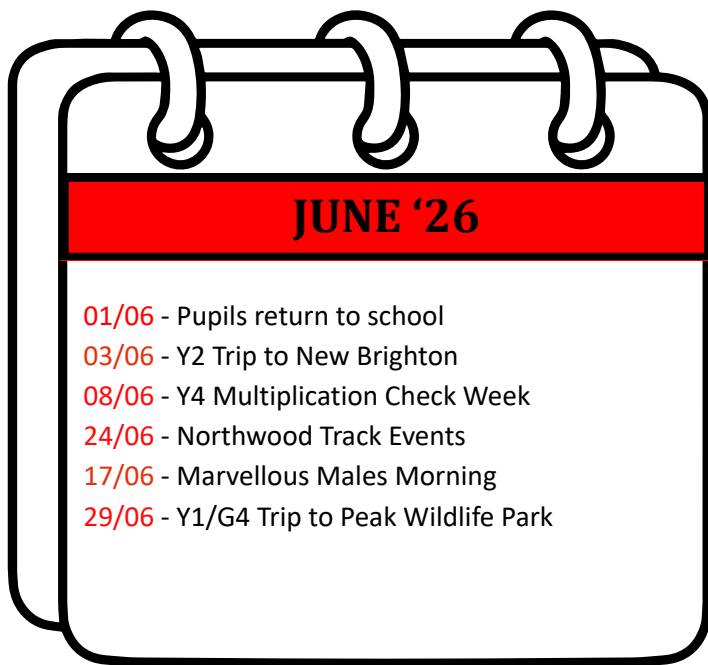 JUNE ‘26
01/06 - Pupils return to school
03/06 - Y2 Trip to New Brighton
08/06 - Y4 Multiplication Check Week
24/06 - Northwood Track Events
17/06 - Marvellous Males Morning
29/06 - Y1/G4 Trip to Peak Wildlife Park